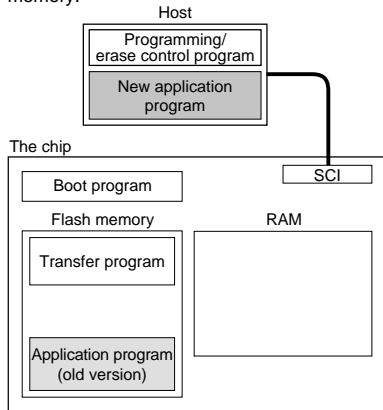 memory.
Host
Programming/
erase control program
New application
program
The chip
SCI
Boot program
Flash memory
RAM
Transfer program
Application program
(old version)